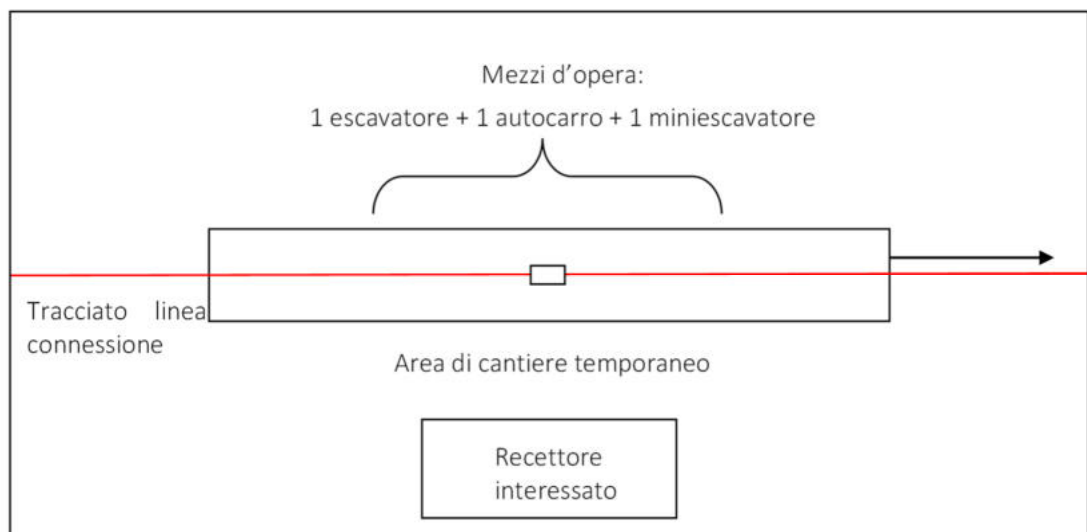 Mezzi d’opera:
1 escavatore + 1 autocarro + 1 miniescavatore
Tracciato linea
connessione
Area di cantiere temporaneo
Recettore
interessato